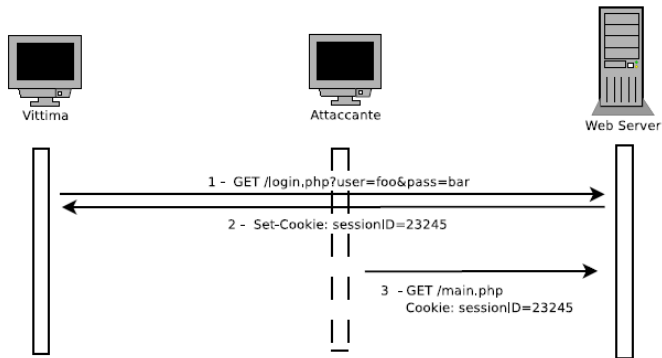 Vittima
Attaccante
Web Server
1 - GET /login.php?user=foo&pass=bar
2 - Set-Cookie: sessionID=23245
3 - GET /main.php
Cookie: sessionID=23245